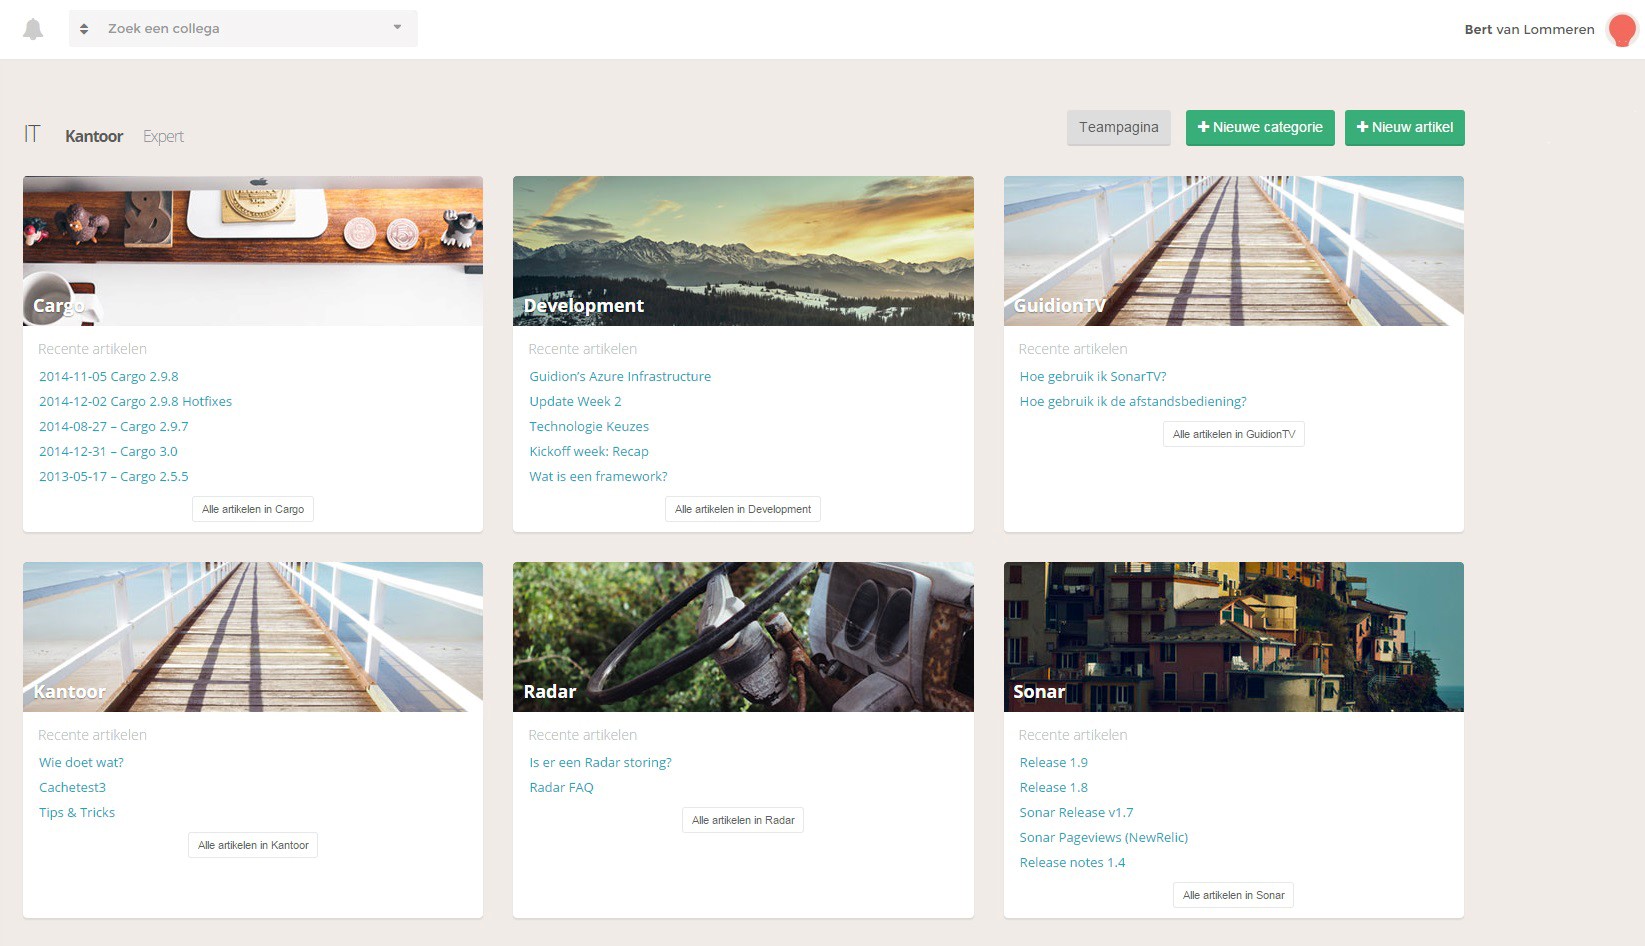 Zoek een collega
Bert van Lommeren
IT Kantoor Expert
Teampagina
Nieuwe categorie
Nieuw artikel
Cargo
Recente artikelen
2014-11-05 Cargo 2.9.8
2014-12-02 Cargo 2.9.8 Hotfixes
2014-08-27 – Cargo 2.9.7
2014-12-31 – Cargo 3.0
2013-05-17 – Cargo 2.5.5
Alle artikelen in Cargo
Development
Recente artikelen
Guidion’s Azure Infrastructure
Update Week 2
Technologie Keuzes
Kickoff week: Recap
Wat is een framework?
Alle artikelen in Development
GuidionTV
Recente artikelen
Hoe gebruik ik SonarTV?
Hoe gebruik ik de afstandsbediening?
Alle artikelen in GuidionTV
Kantoor
Recente artikelen
Wie doet wat?
Cachetest3
Tips & Tricks
Alle artikelen in Kantoor
Radar
Recente artikelen
Is er een Radar storing?
Radar FAQ
Alle artikelen in Radar
Sonar
Recente artikelen
Release 1.9
Release 1.8
Sonar Release v1.7
Sonar Pageviews (NewRelic)
Release notes 1.4
Alle artikelen in Sonar